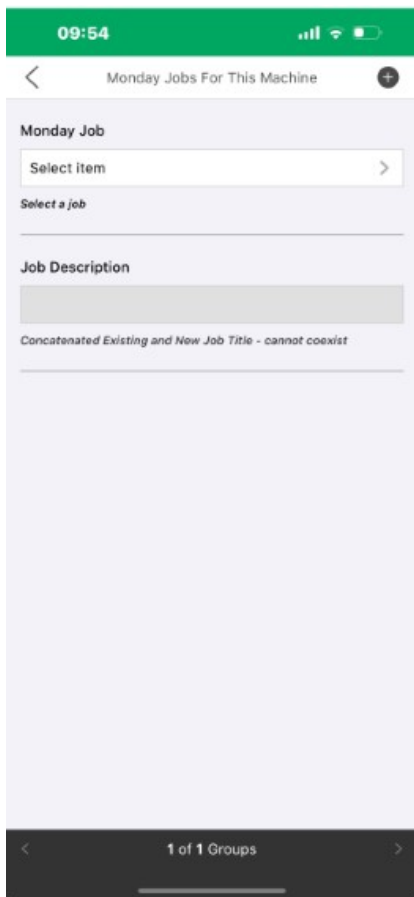 09:54
Monday Jobs For This Machine
Monday Job
Select item
Select a job
Job Description
Concatenated Existing and New Job Title - cannot coexist
1 of 1 Groups